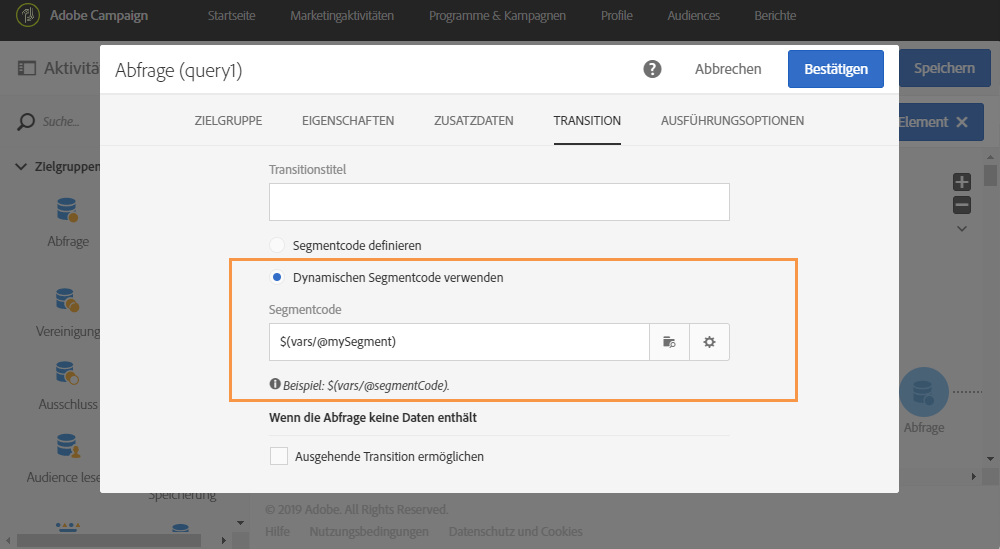 Adobe Campaign
Startseite
Marketingaktivitäten
Programme & Kampagnen
Profile
Audiences
Berichte
Aktivitä
Abfrage (query1)
Abbrechen
Bestätigen
Speichern
Suche...
Element
ZIELGRUPPE
EIGENSCHAFTEN
ZUSATZDATEN
TRANSITION
AUSFÜHRUNGSOPTIONEN
Zielgruppen
Abfrage
Vereinigung
Ausschluss
Audience lese
Speicherung
Transitionstitel
Segmentcode definieren
Dynamischen Segmentcode verwenden
Segmentcode
$(vars/@mySegment)
Beispiel: $(vars/@segmentCode).
Wenn die Abfrage keine Daten enthält
Ausgehende Transition ermöglichen
Abfrage
© 2019 Adobe. All Rights Reserved.
Hilfe
Nutzungsbedingungen
Datenschutz und Cookies